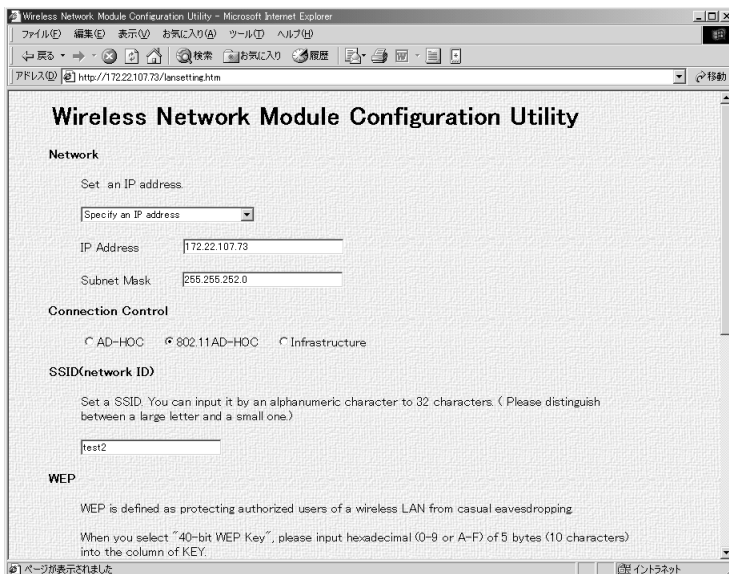 Wireless Network Module Configuration Utility - Microsoft Internet Explorer
ファイル(F) 編集(E) 表示(V) お気に入り(A) ツール(T) ヘルプ(H)
戻る 検索 お気に入り 履歴
アドレス(D) http://172.22.107.73/lansetting.htm 移動
Wireless Network Module Configuration Utility
Network
Set an IP address.
Specify an IP address
IP Address 172.22.107.73
Subnet Mask 255.255.252.0
Connection Control
AD-HOC 802.11AD-HOC Infrastructure
SSID(network ID)
Set a SSID. You can input it by an alphanumeric character to 32 characters. ( Please distinguish
between a large letter and a small one.)
test2
WEP
WEP is defined as protecting authorized users of a wireless LAN from casual eavesdropping.
When you select "40-bit WEP Key", please input hexadecimal (0-9 or A-F) of 5 bytes (10 characters)
into the column of KEY.
ページが表示されました イントラネット